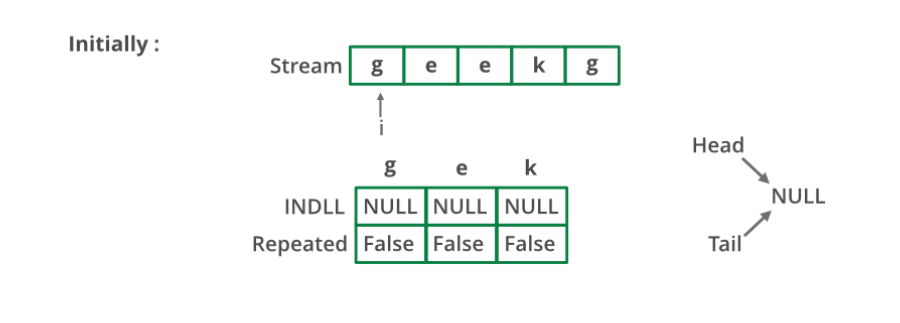 Initially :
Stream g e e k g
i
g e k
Head
INDLL NULL NULL NULL
NULL
Repeated False False False
Tail